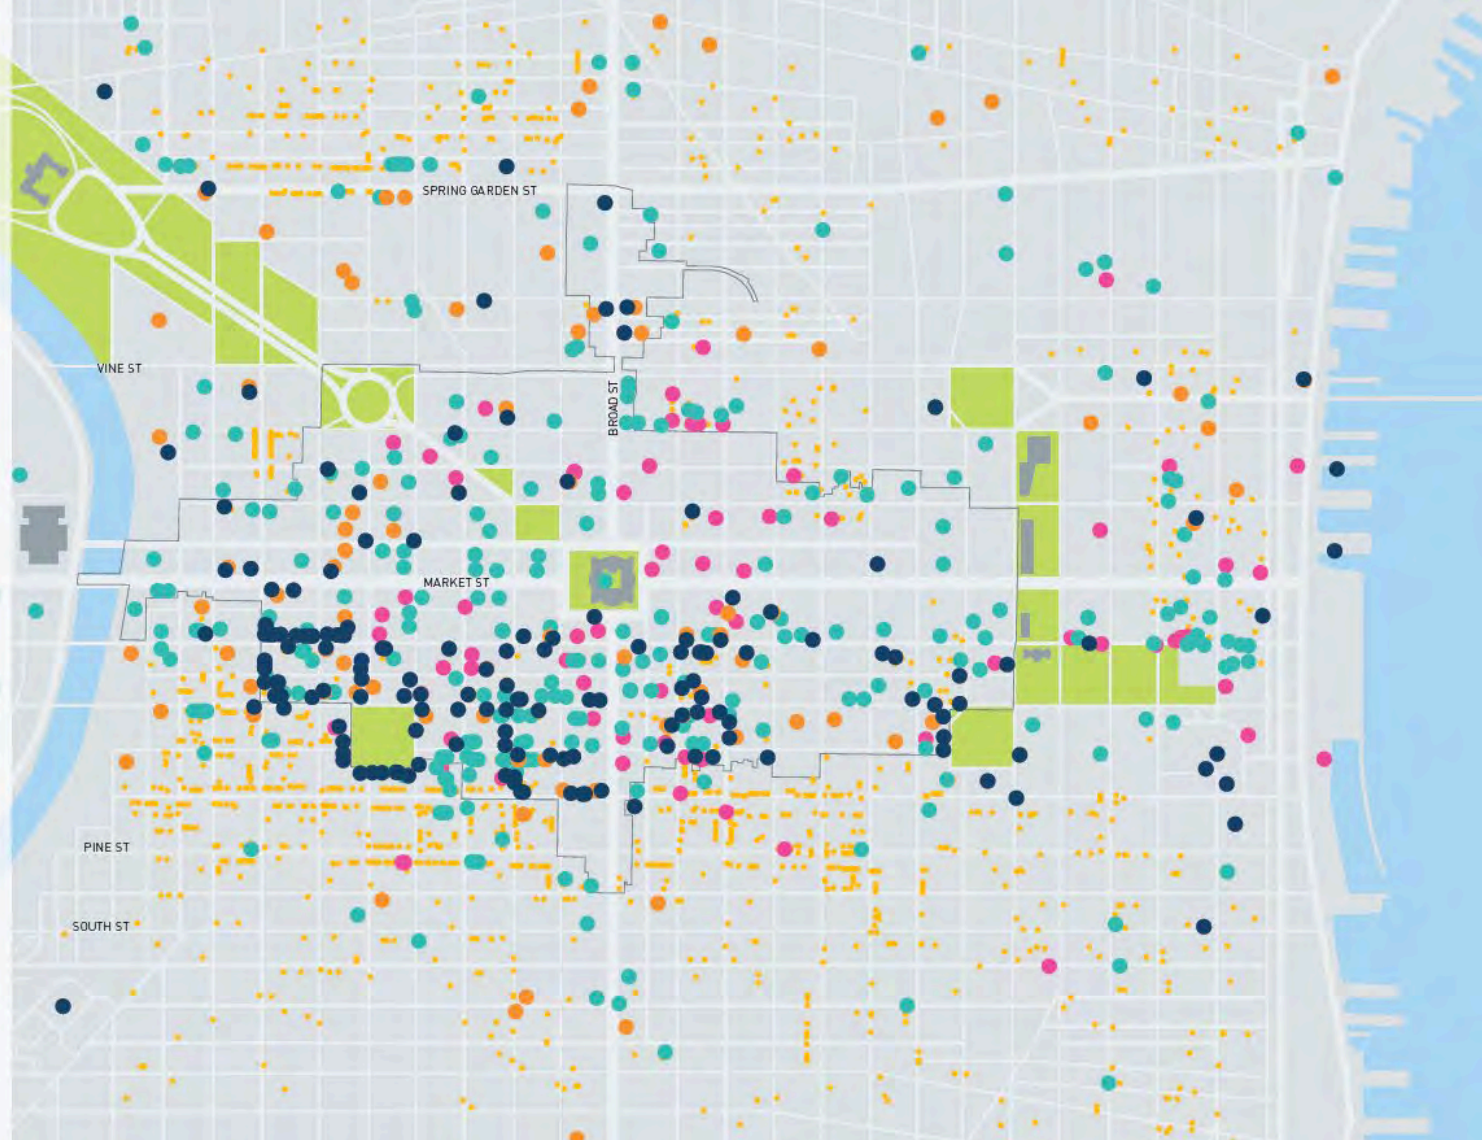 SPRING GARDEN ST
VINE ST
BROAD ST
MARKET ST
PINE ST
SOUTH ST